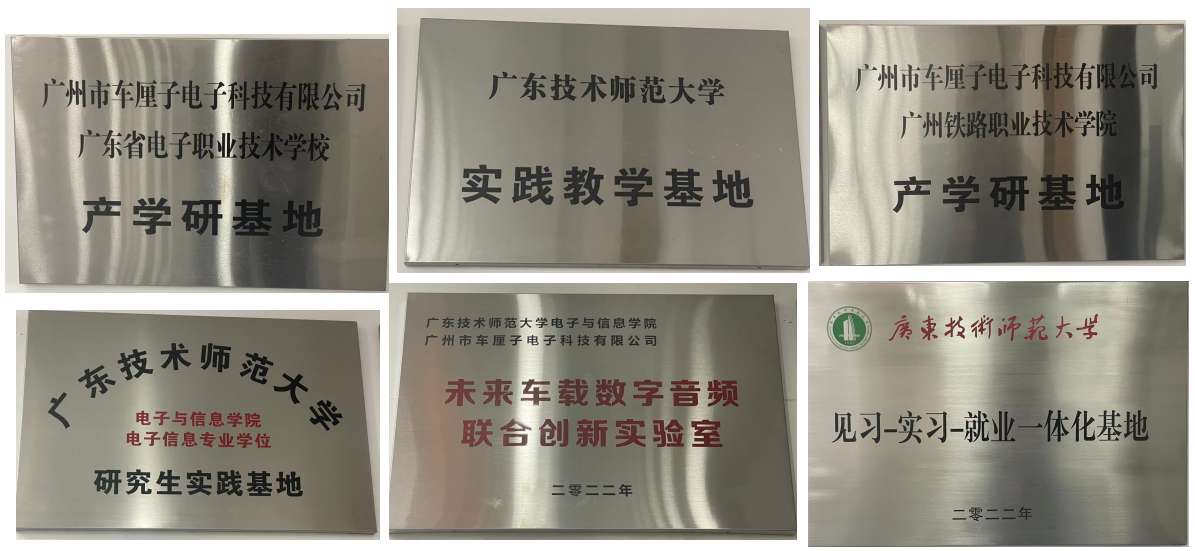 广州市车厘子电子科技有限公司
广东省电子职业技术学校
产学研基地
广东技术师范大学
实践教学基地
广州市车厘子电子科技有限公司
广州铁路职业技术学院
产学研基地
广东技术师范大学
电子与信息学院
电子信息专业学位
研究生实践基地
广东技术师范大学电子与信息学院
广州市车厘子电子科技有限公司
未来车载数字音频
联合创新实验室
二零二二年
廣東技術师范大学
见习–实习–就业一体化基地
二零二二年